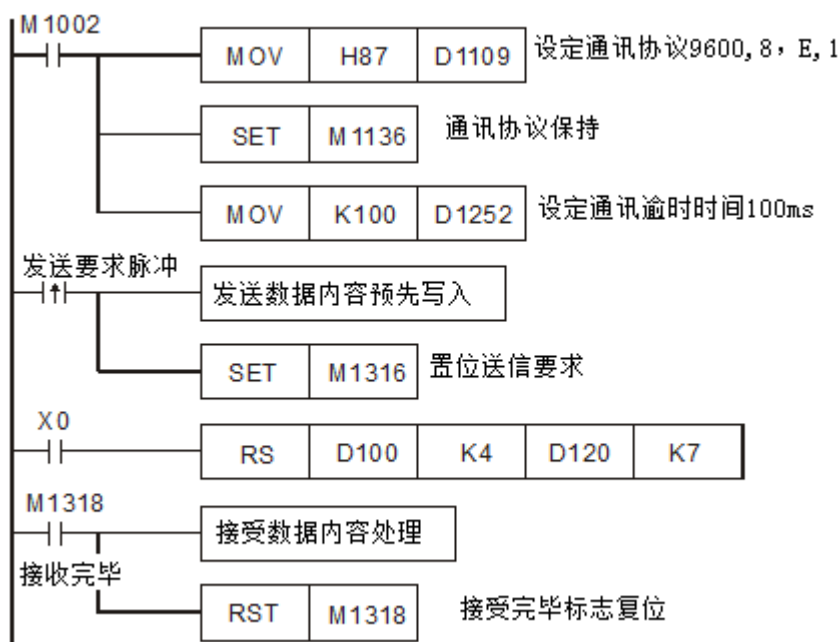 M1002
MOV H87 D1109 设定通讯协议9600,8，E,1
SET M1136 通讯协议保持
MOV K100 D1252 设定通讯逾时时间100ms
发送要求脉冲
发送数据内容预先写入
SET M1316 置位送信要求
X0
RS D100 K4 D120 K7
M1318
接受数据内容处理
接收完毕
RST M1318 接受完毕标志复位